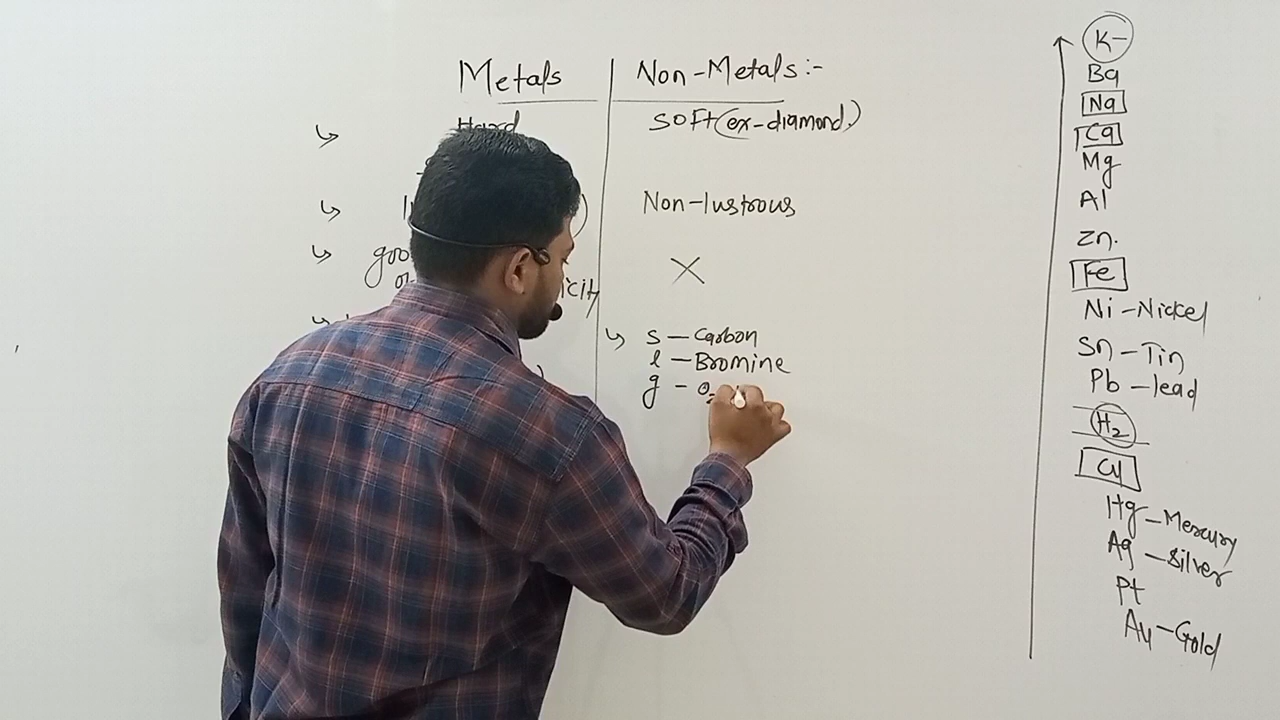 Metals
Non-Metals:-
Hard
SOFt (ex-diamond)
Non-lustrous
X
s - Carbon
l - Bromine
g - O2
K
Ba
Na
Ca
Mg
Al
Zn.
Fe
Ni - Nickel
Sn - Tin
Pb - lead
H2
Cu
Hg - Mercury
Ag - Silver
Pt
Au - Gold